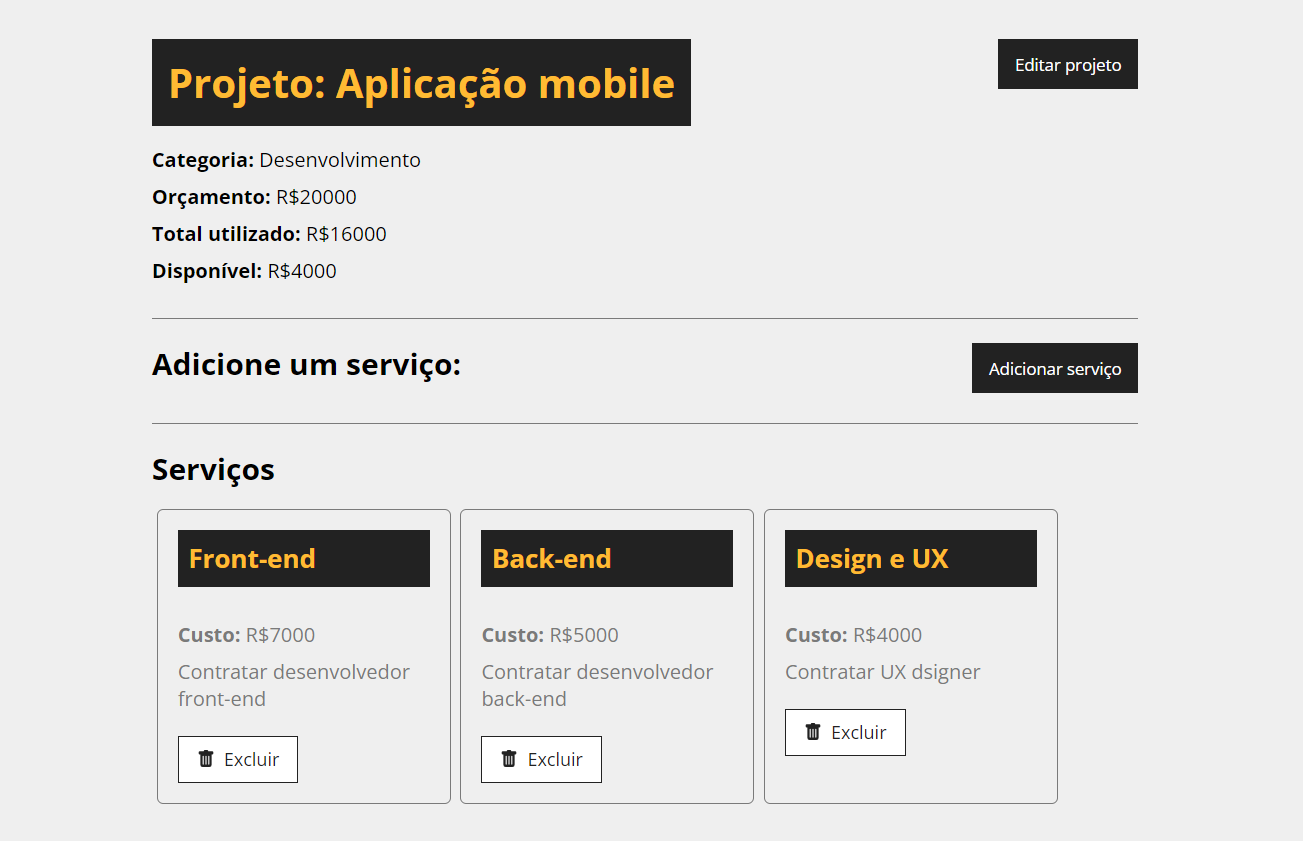 Projeto: Aplicação mobile
Editar projeto
Categoria: Desenvolvimento
Orçamento: R$20000
Total utilizado: R$16000
Disponível: R$4000
Adicione um serviço:
Adicionar serviço
Serviços
Front-end
Custo: R$7000
Contratar desenvolvedor
front-end
Excluir
Back-end
Custo: R$5000
Contratar desenvolvedor
back-end
Excluir
Design e UX
Custo: R$4000
Contratar UX dsigner
Excluir